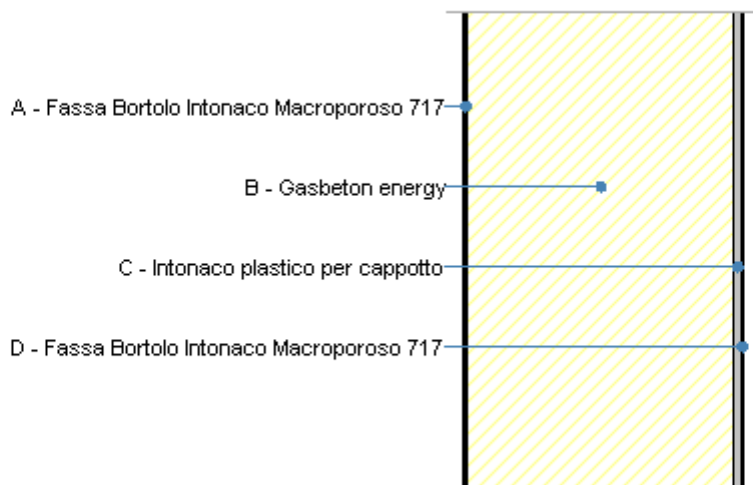 A - Fassa Bortolo Intonaco Macroporoso 717
B - Gasbeton energy
C - Intonaco plastico per cappotto
D - Fassa Bortolo Intonaco Macroporoso 717